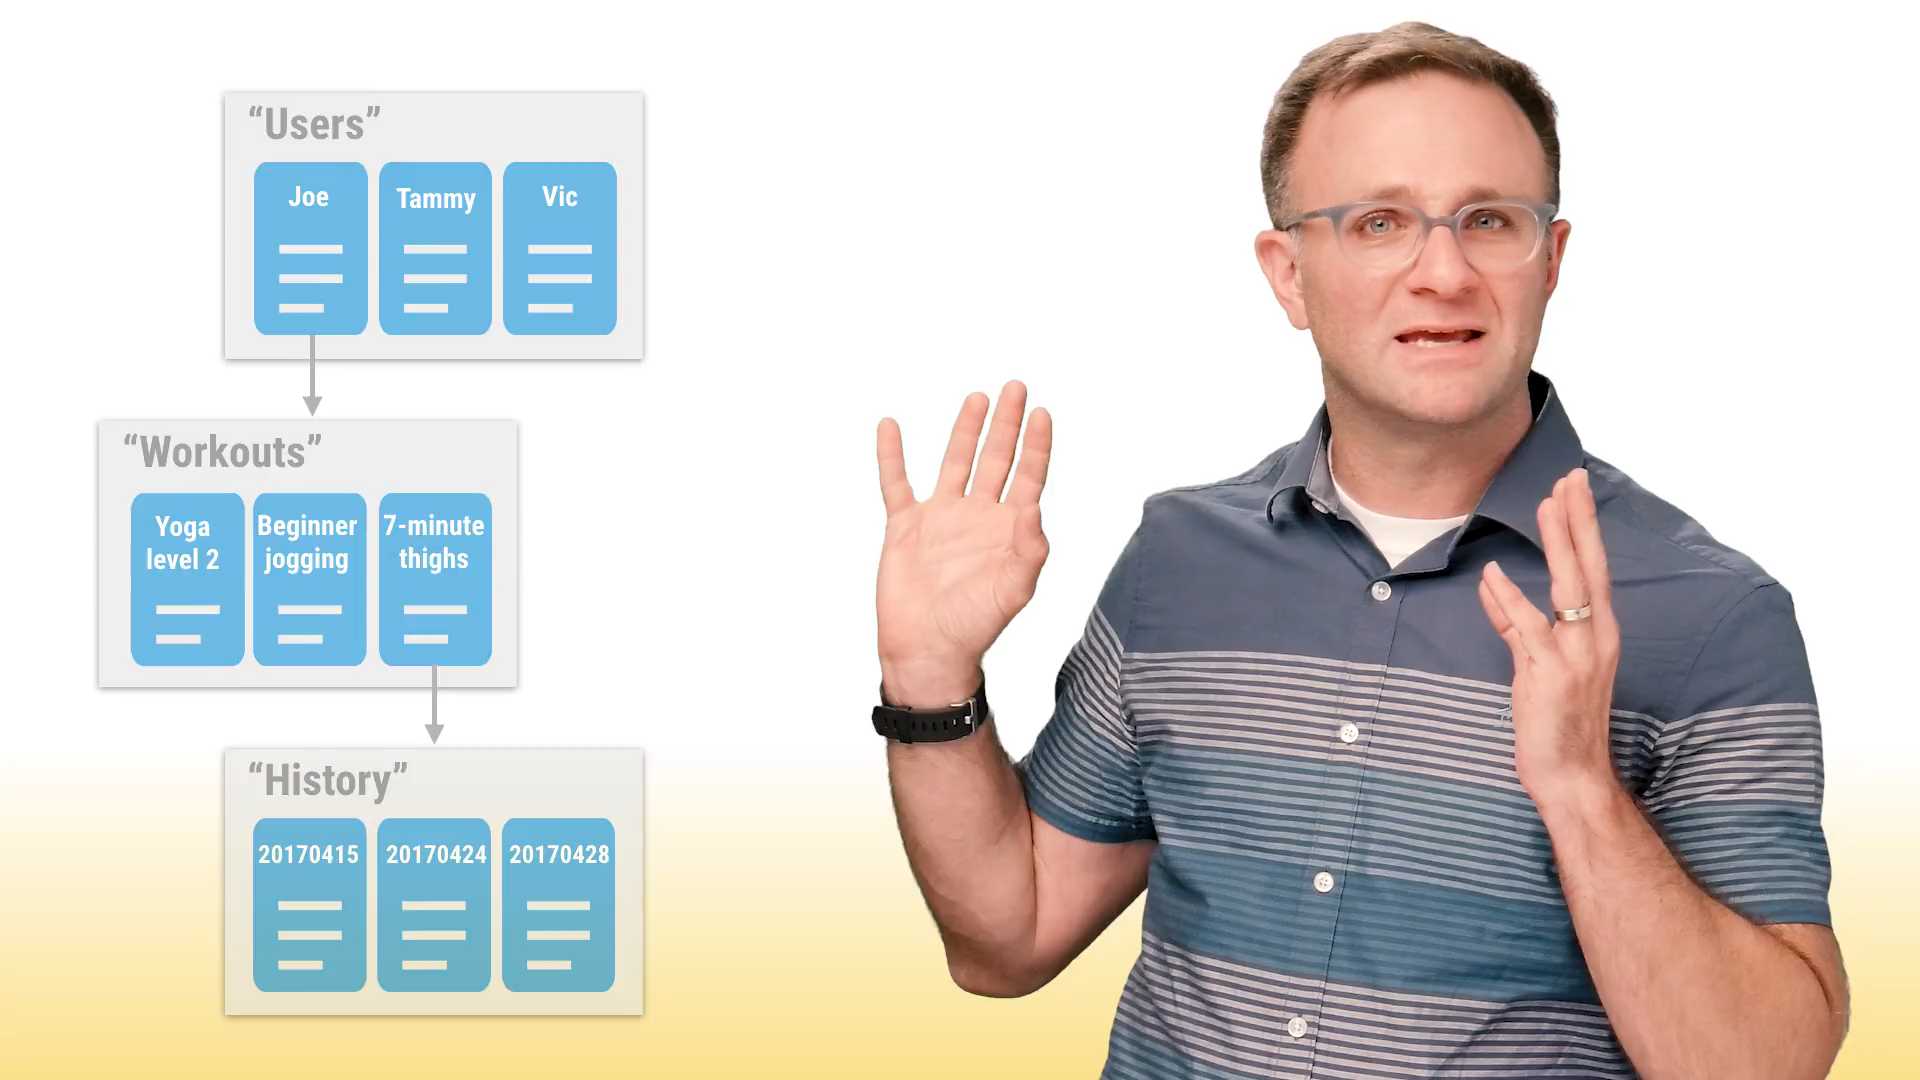 “Users”
Joe
Tammy
Vic
“Workouts”
Yoga
level 2
Beginner
jogging
7-minute
thighs
“History”
20170415
20170424
20170428